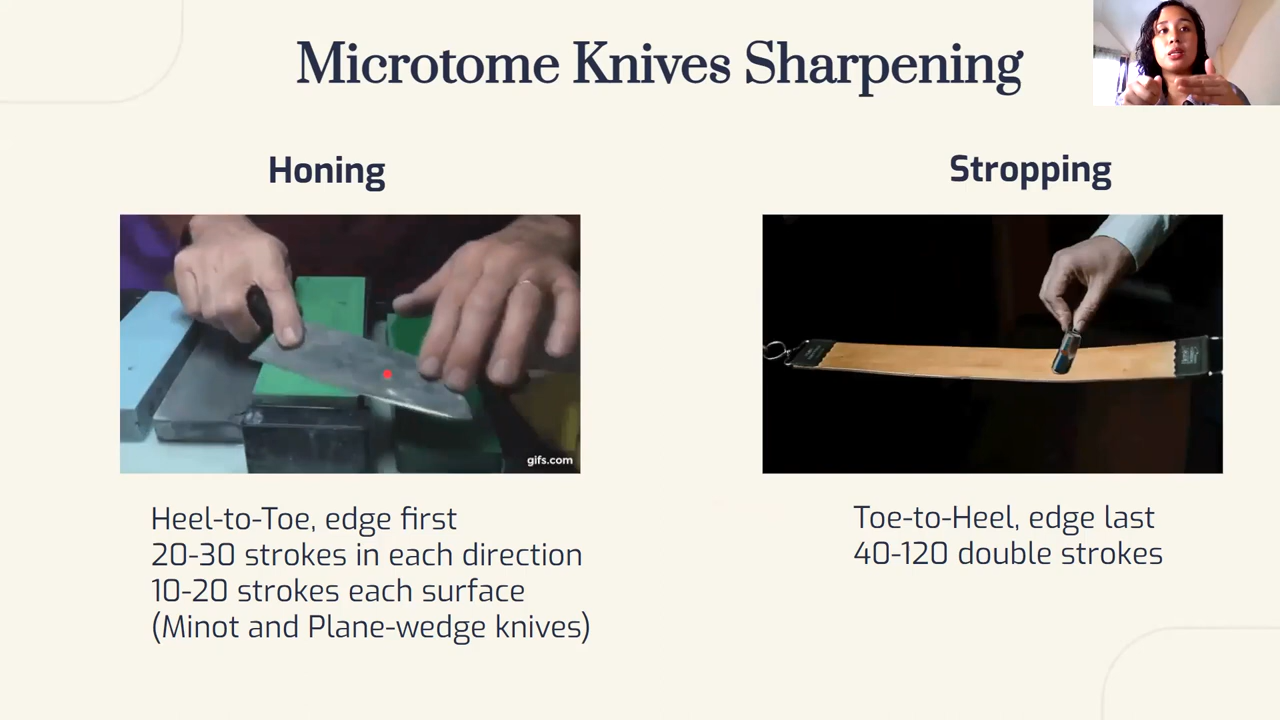 Microtome Knives Sharpening
Honing
Stropping
gifs.com
Heel-to-Toe, edge first
20-30 strokes in each direction
10-20 strokes each surface
(Minot and Plane-wedge knives)
Toe-to-Heel, edge last
40-120 double strokes